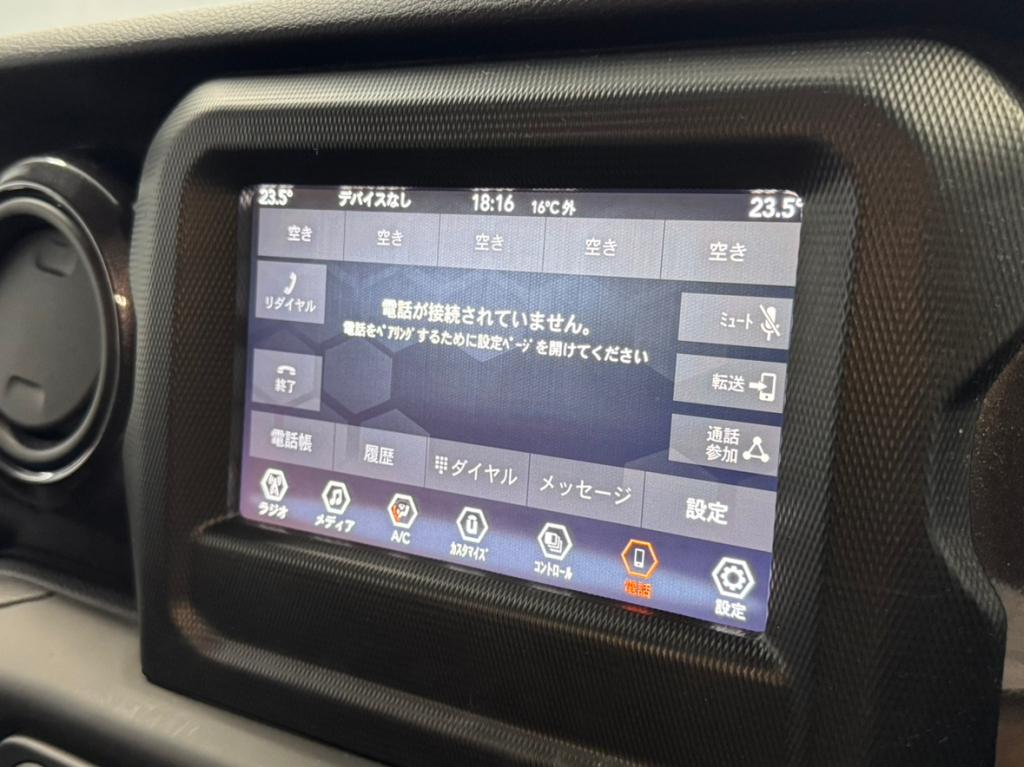 23.5° デバイスなし 18:16 16℃外 23.5°
空き 空き 空き 空き 空き
リダイヤル
電話が接続されていません。
電話をﾍﾟｱﾘﾝｸﾞするために設定ﾍﾟｰｼﾞを開けてください
ﾐｭｰﾄ
終了
転送
通話
参加
電話帳 履歴 ダイヤル メッセージ 設定
ラジオ メディア A/C ｶｽﾀﾏｲｽﾞ ｺﾝﾄﾛｰﾙ 電話 設定